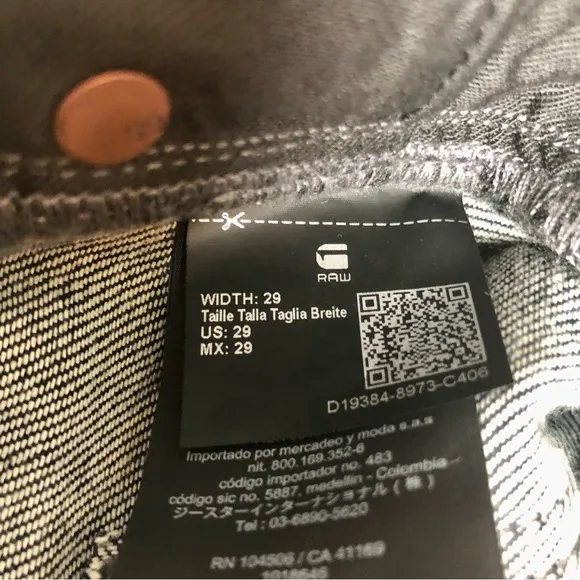 RAW
WIDTH: 29
Taille Talla Taglia Breite
US: 29
MX: 29
D19384-8973-C406
Importado por mercadeo y moda s.a.s
nit. 800.169.352-6
código importador no. 483
código sic no. 5887, medellin - Colombia
ジースターインターナショナル(株)
Tel : 03-6890-5620
RN 104506 / CA 41169